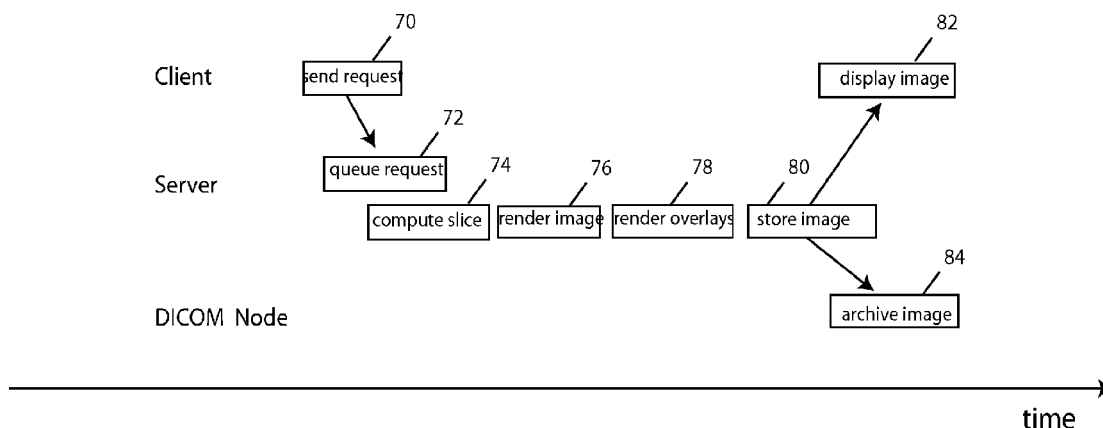 70
82
Client
send request
display image
72
queue request
Server
74
76
78
80
compute slice
render image
render overlays
store image
84
DICOM Node
archive image
time